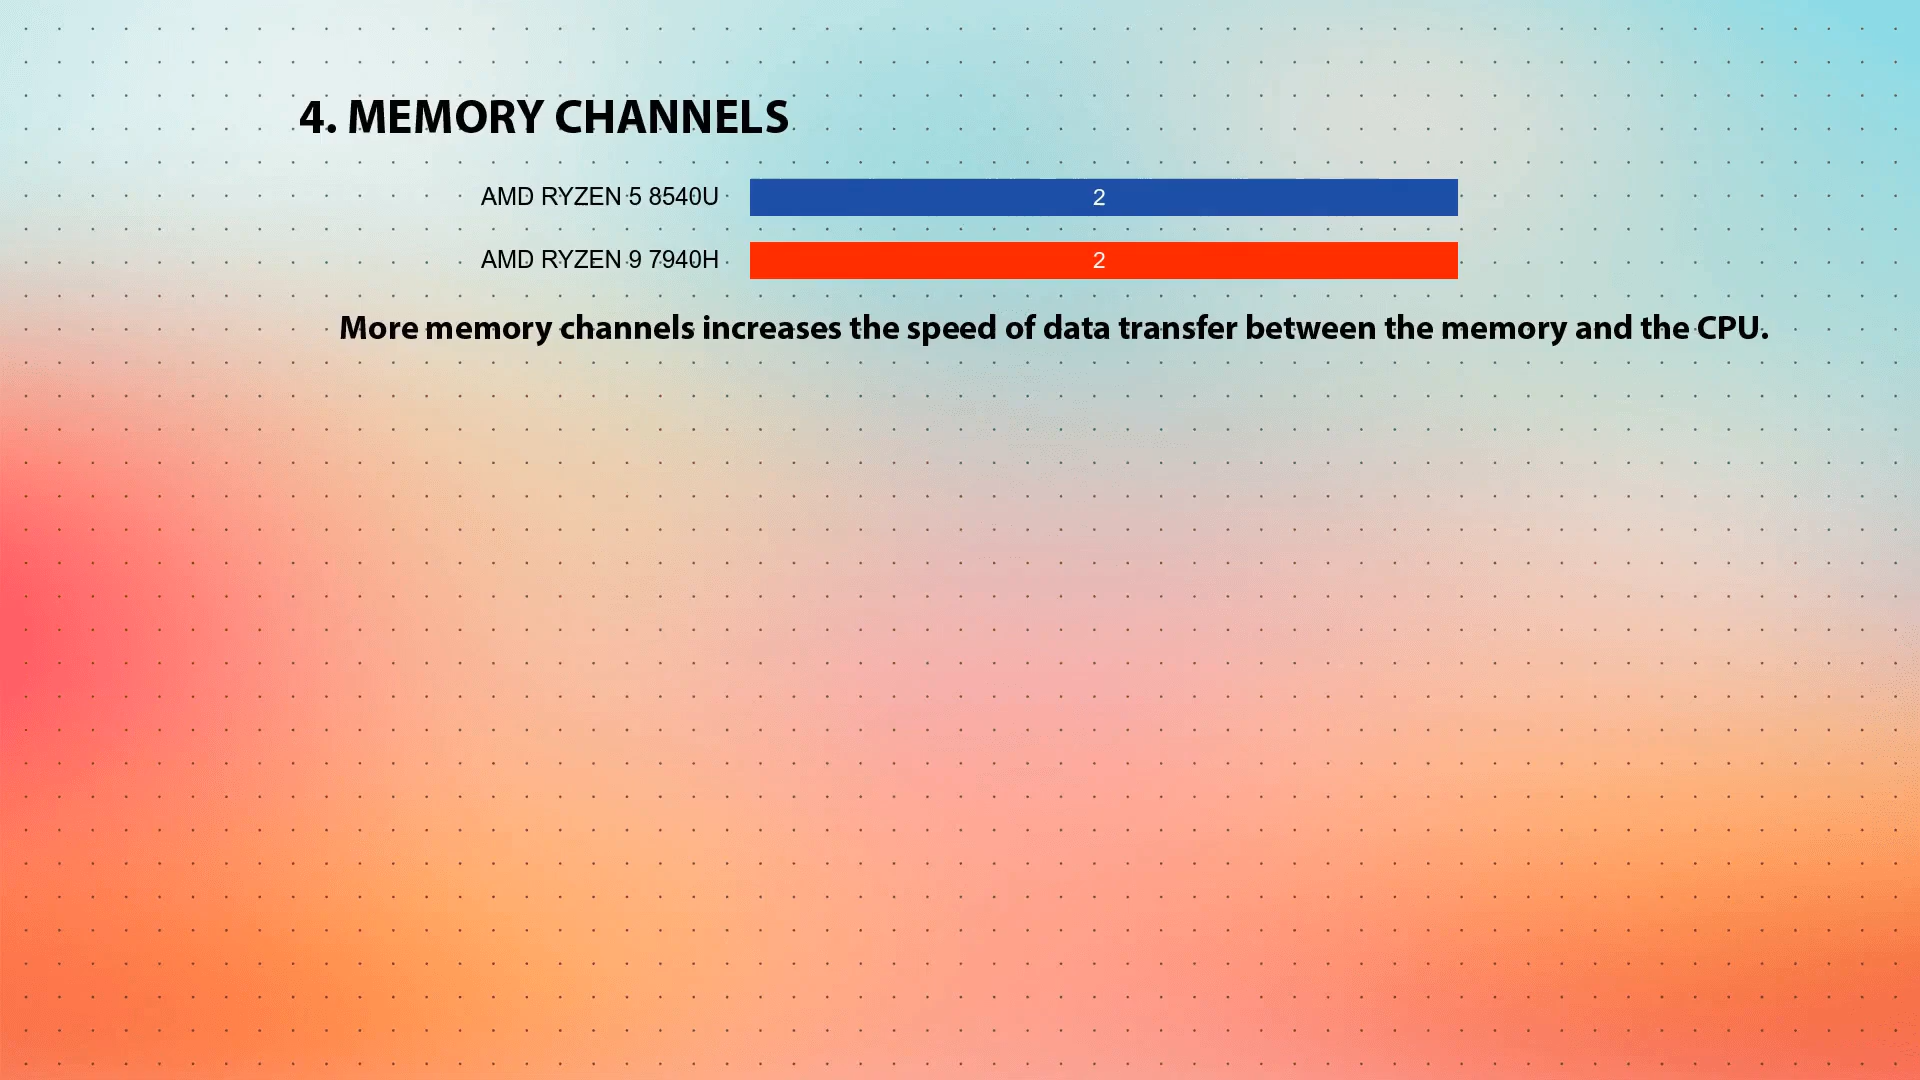 4. MEMORY CHANNELS
AMD RYZEN 5 8540U 2
AMD RYZEN 9 7940H 2
More memory channels increases the speed of data transfer between the memory and the CPU.